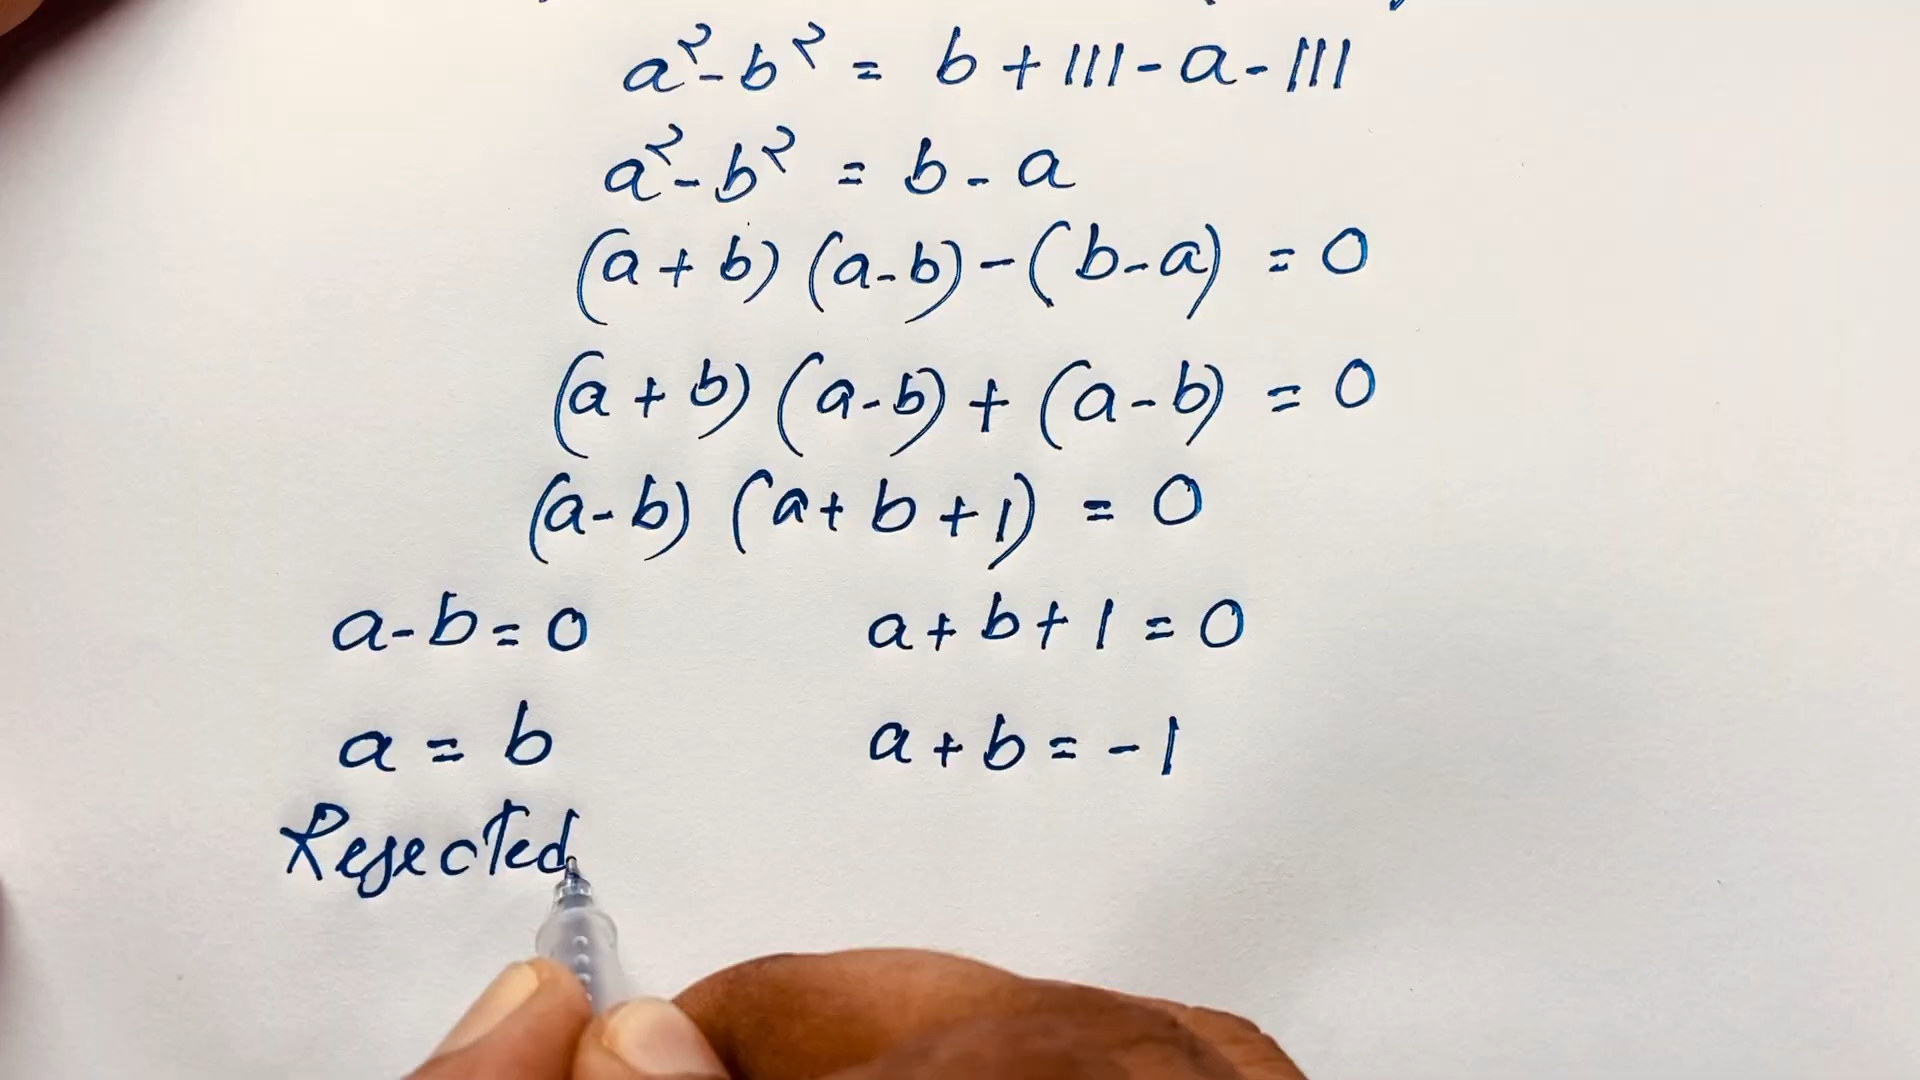 a² - b² = b + 111 - a - 111
a² - b² = b - a
(a + b) (a - b) - (b - a) = 0
(a + b) (a - b) + (a - b) = 0
(a - b) (a + b + 1) = 0
a - b = 0
a + b + 1 = 0
a = b
a + b = -1
Rejected